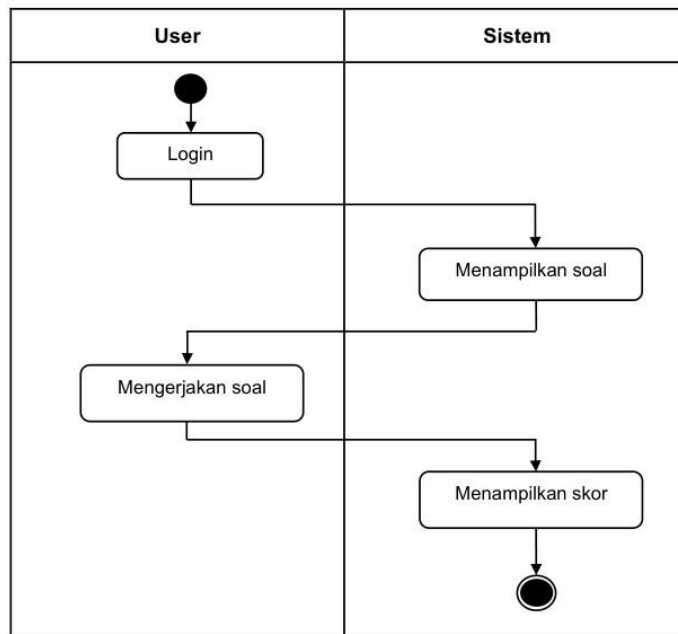 User
Sistem
Login
Menampilkan soal
Mengerjakan soal
Menampilkan skor